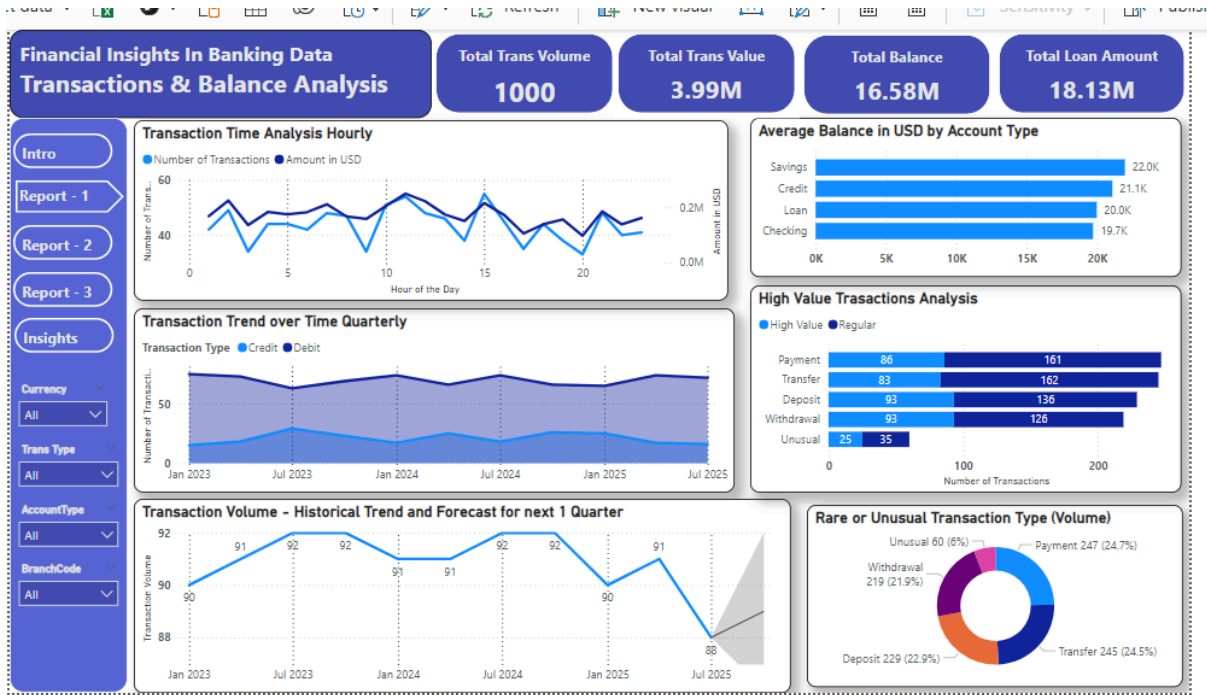 Refresh
New visual
Sensitivity
Financial Insights In Banking Data
Transactions & Balance Analysis
Total Trans Volume
1000
Total Trans Value
3.99M
Total Balance
16.58M
Total Loan Amount
18.13M
Intro
Report - 1
Report - 2
Report - 3
Insights
Currency
All
Trans Type
All
AccountType
All
BranchCode
All
Transaction Time Analysis Hourly
Number of Transactions Amount in USD
Number of Trans...
60
40
0.2M
0.0M
Amount in USD
0 5 10 15 20
Hour of the Day
Average Balance in USD by Account Type
Savings 22.0K
Credit 21.1K
Loan 20.0K
Checking 19.7K
0K 5K 10K 15K 20K
Transaction Trend over Time Quarterly
Transaction Type Credit Debit
Number of Transacti...
50
0
Jan 2023 Jul 2023 Jan 2024 Jul 2024 Jan 2025 Jul 2025
High Value Trasactions Analysis
High Value Regular
Payment 86 161
Transfer 83 162
Deposit 93 136
Withdrawal 93 126
Unusual 25 35
0 100 200
Number of Transactions
Transaction Volume - Historical Trend and Forecast for next 1 Quarter
Transaction Volume
92
90
88
90 91 92 92 91 91 92 92 90 91 88
Jan 2023 Jul 2023 Jan 2024 Jul 2024 Jan 2025 Jul 2025
Rare or Unusual Transaction Type (Volume)
Unusual 60 (6%)
Payment 247 (24.7%)
Withdrawal
219 (21.9%)
Deposit 229 (22.9%)
Transfer 245 (24.5%)